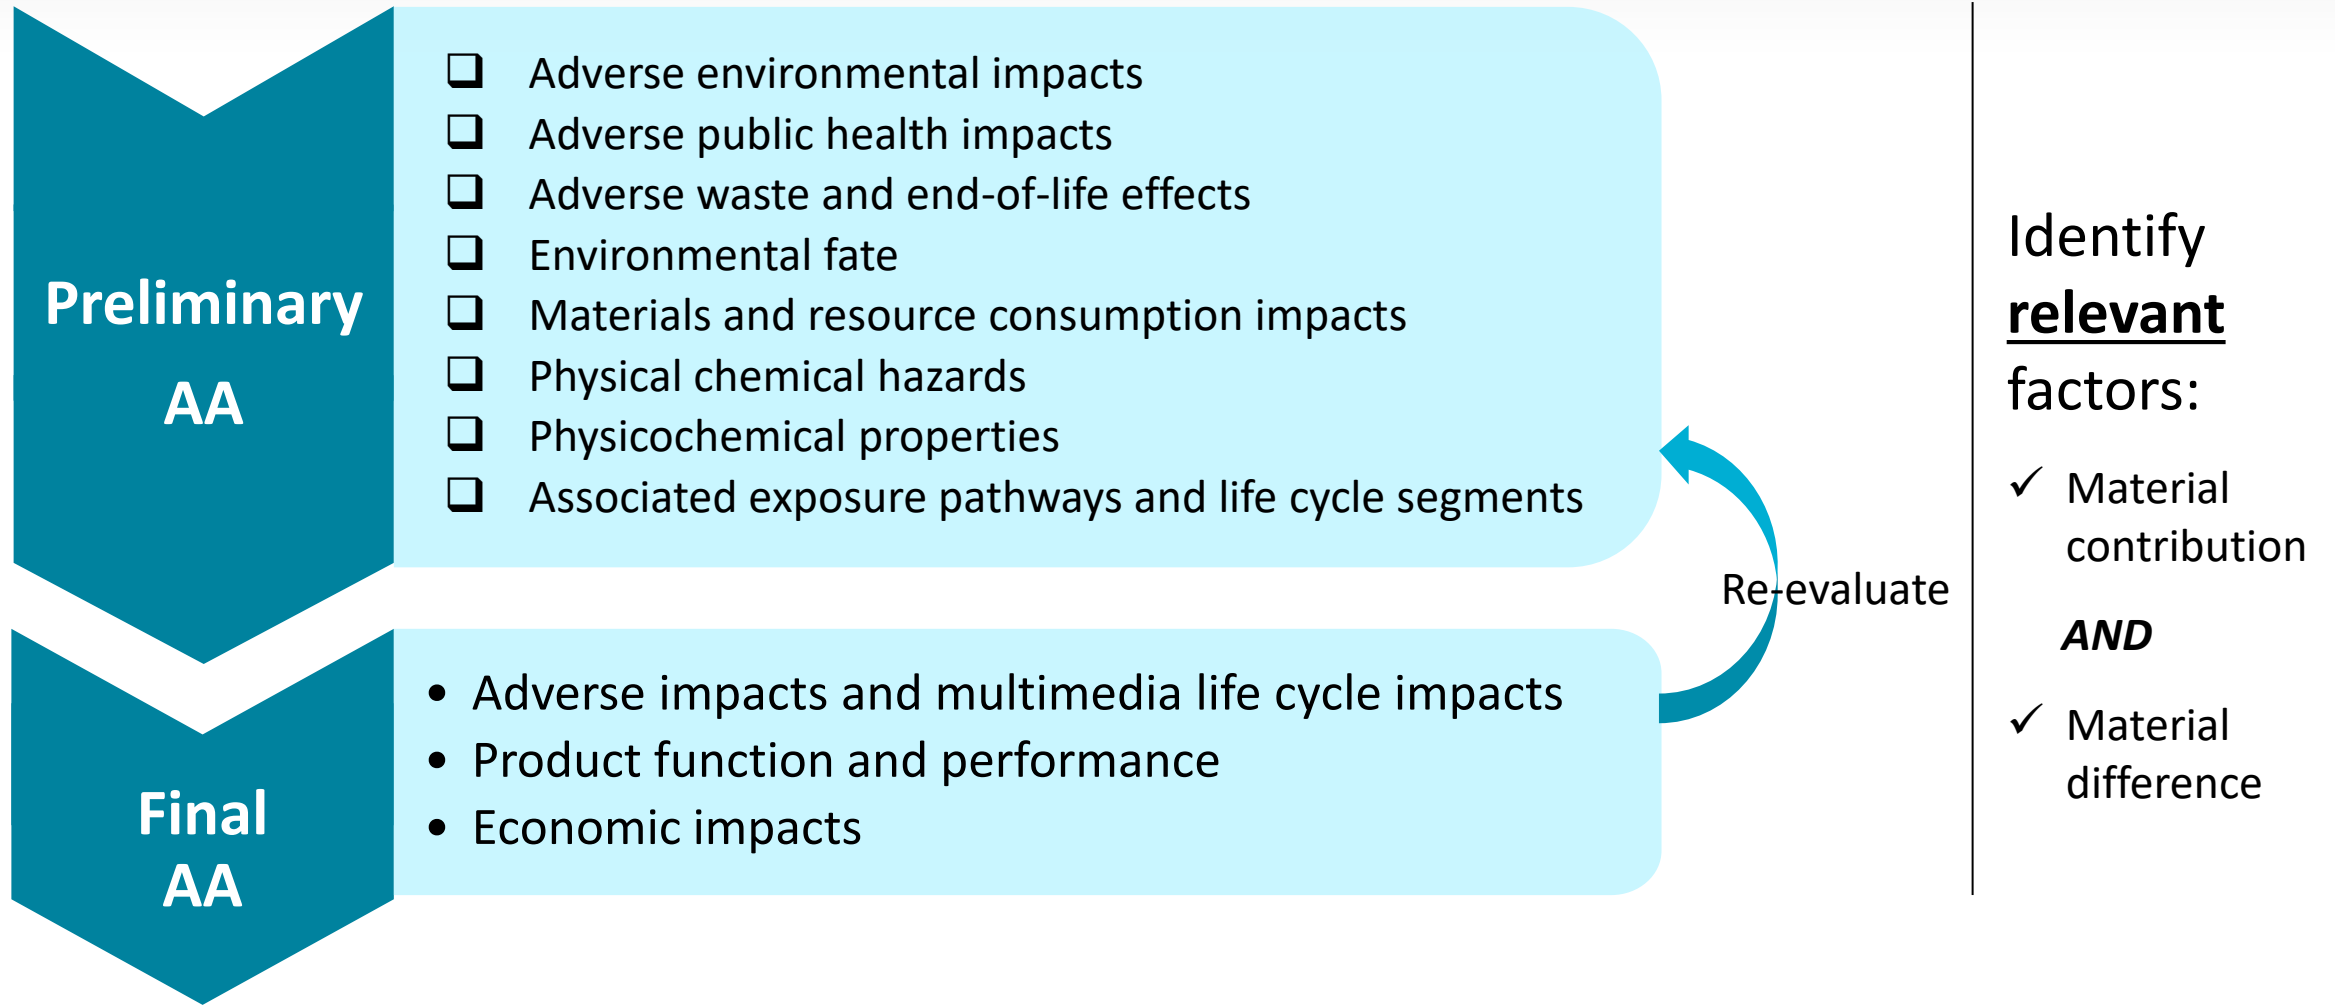 Preliminary
AA
❑ Adverse environmental impacts
❑ Adverse public health impacts
❑ Adverse waste and end-of-life effects
❑ Environmental fate
❑ Materials and resource consumption impacts
❑ Physical chemical hazards
❑ Physicochemical properties
❑ Associated exposure pathways and life cycle segments
Re-evaluate
Final
AA
• Adverse impacts and multimedia life cycle impacts
• Product function and performance
• Economic impacts
Identify
relevant
factors:
✓ Material
contribution
AND
✓ Material
difference